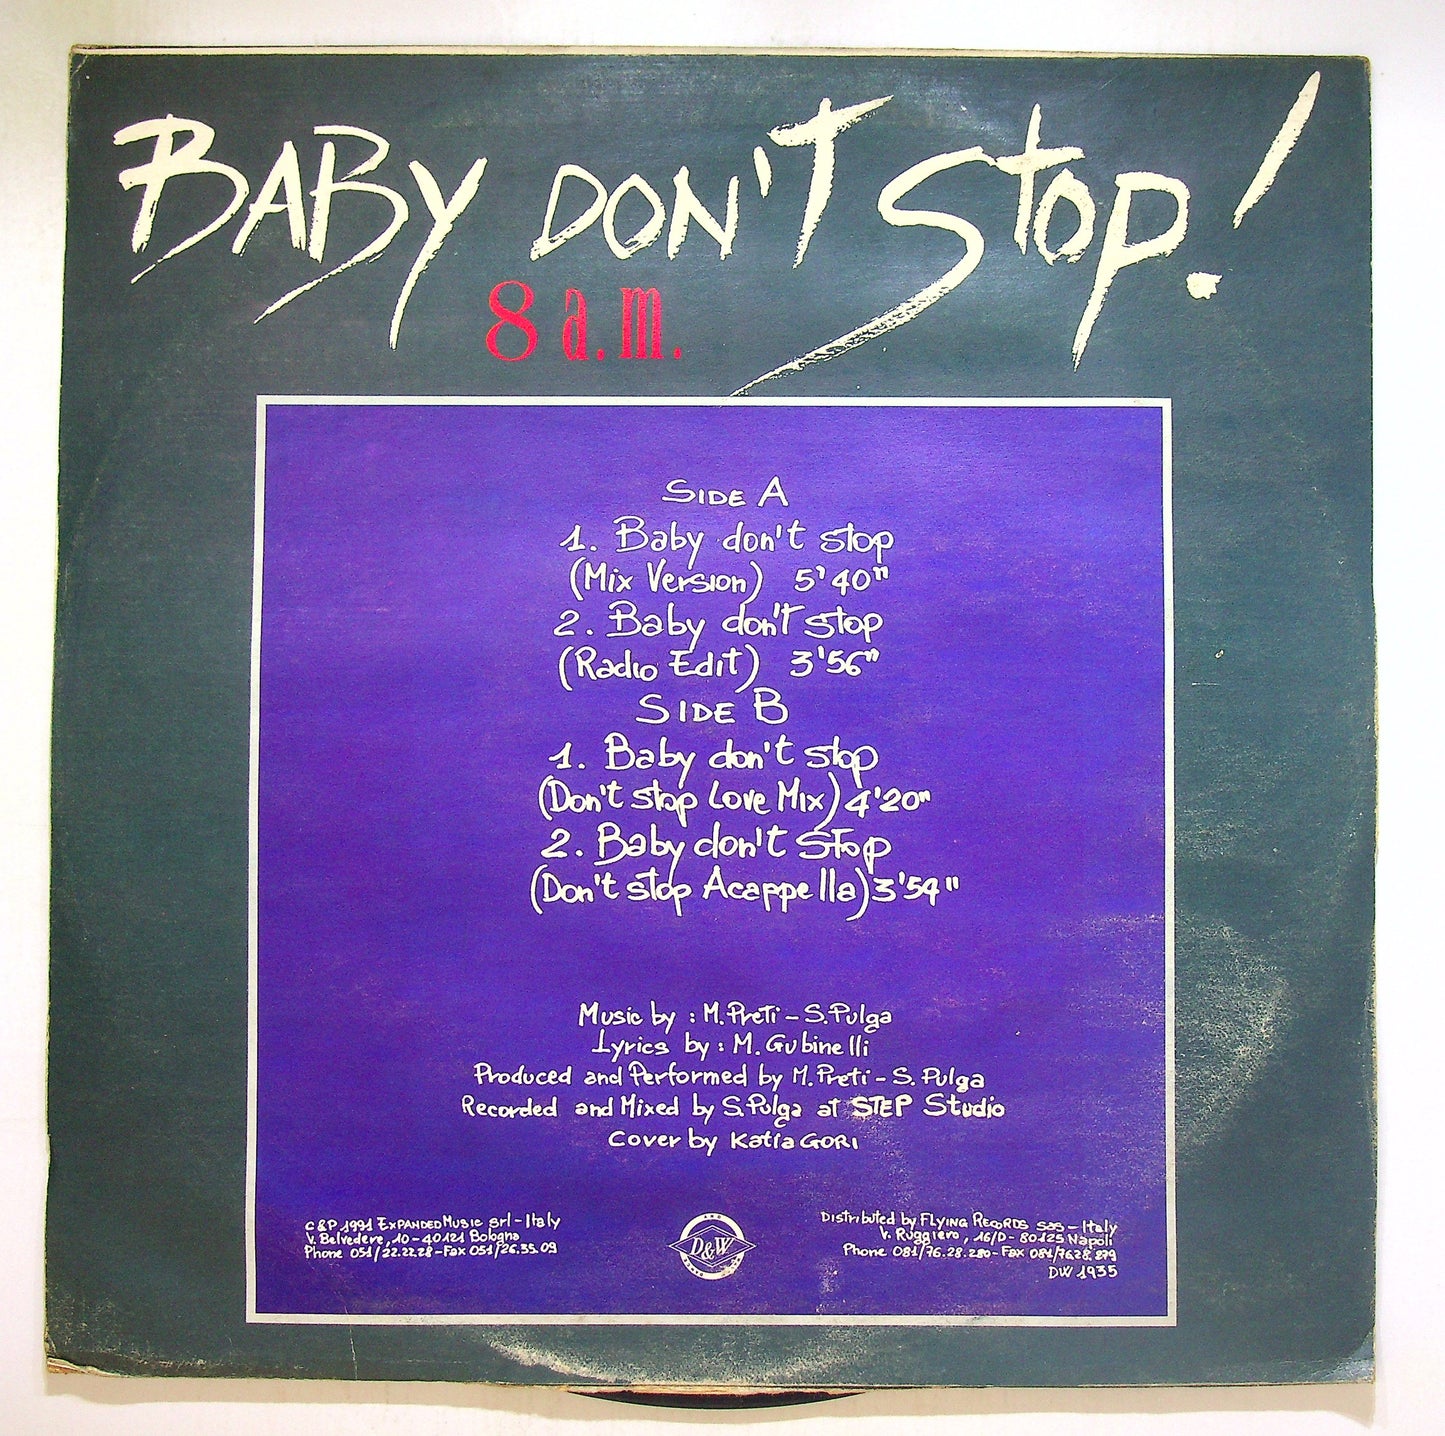 BABY DON'T STOP!
8 a.m.
SIDE A
1. Baby don't stop
(Mix Version) 5'40"
2. Baby don't stop
(Radio Edit) 3'56"
SIDE B
1. Baby don't stop
(Don't stop Love Mix) 4'20"
2. Baby don't Stop
(Don't stop Acappella) 3'54"
Music by : M. Preti - S. Pulga
Lyrics by : M. Gubinelli
Produced and Performed by M. Preti - S. Pulga
Recorded and Mixed by S. Pulga at STEP Studio
Cover by Katia GORI
C & P 1991 EXPANDED MUSIC srl - Italy
V. Belvedere, 10 - 40121 Bologna
Phone 051/22.22.28 - Fax 051/26.35.09
D&W
Distributed by FLYING RECORDS sas - Italy
V. Ruggiero, 16/D - 80125 Napoli
Phone 081/76.28.280 - Fax 081/7628.879
DW 1935